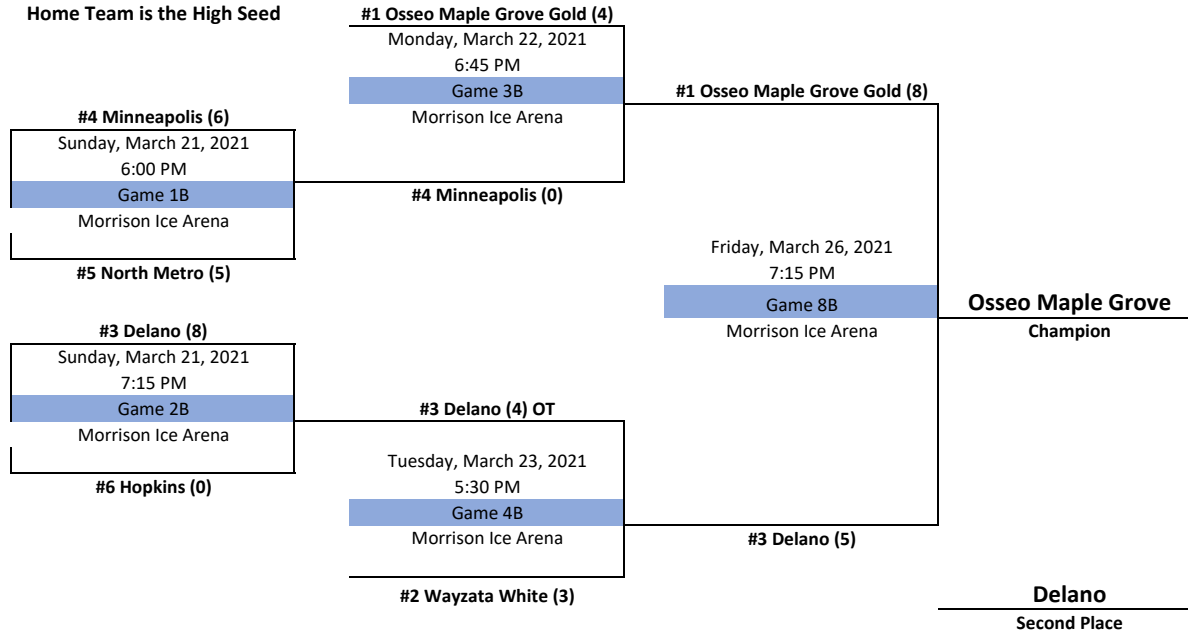 Home Team is the High Seed
#1 Osseo Maple Grove Gold (4)
Monday, March 22, 2021
6:45 PM
Game 3B
Morrison Ice Arena
#1 Osseo Maple Grove Gold (8)
#4 Minneapolis (6)
Sunday, March 21, 2021
6:00 PM
Game 1B
Morrison Ice Arena
#5 North Metro (5)
#4 Minneapolis (0)
Friday, March 26, 2021
7:15 PM
Game 8B
Morrison Ice Arena
Osseo Maple Grove
Champion
#3 Delano (8)
Sunday, March 21, 2021
7:15 PM
Game 2B
Morrison Ice Arena
#6 Hopkins (0)
#3 Delano (4) OT
Tuesday, March 23, 2021
5:30 PM
Game 4B
Morrison Ice Arena
#2 Wayzata White (3)
#3 Delano (5)
Delano
Second Place